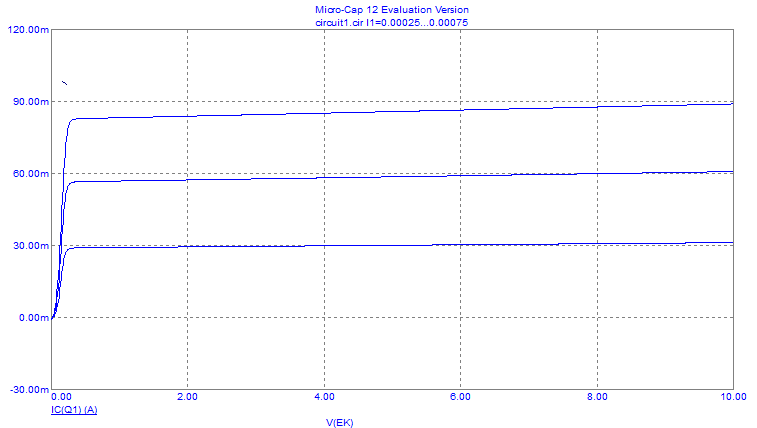 Micro-Cap 12 Evaluation Version
circuit1.cir I1=0.00025...0.00075
120.00m
90.00m
60.00m
30.00m
0.00m
-30.00m
0.00 2.00 4.00 6.00 8.00 10.00
IC(Q1) (A)
V(EK)